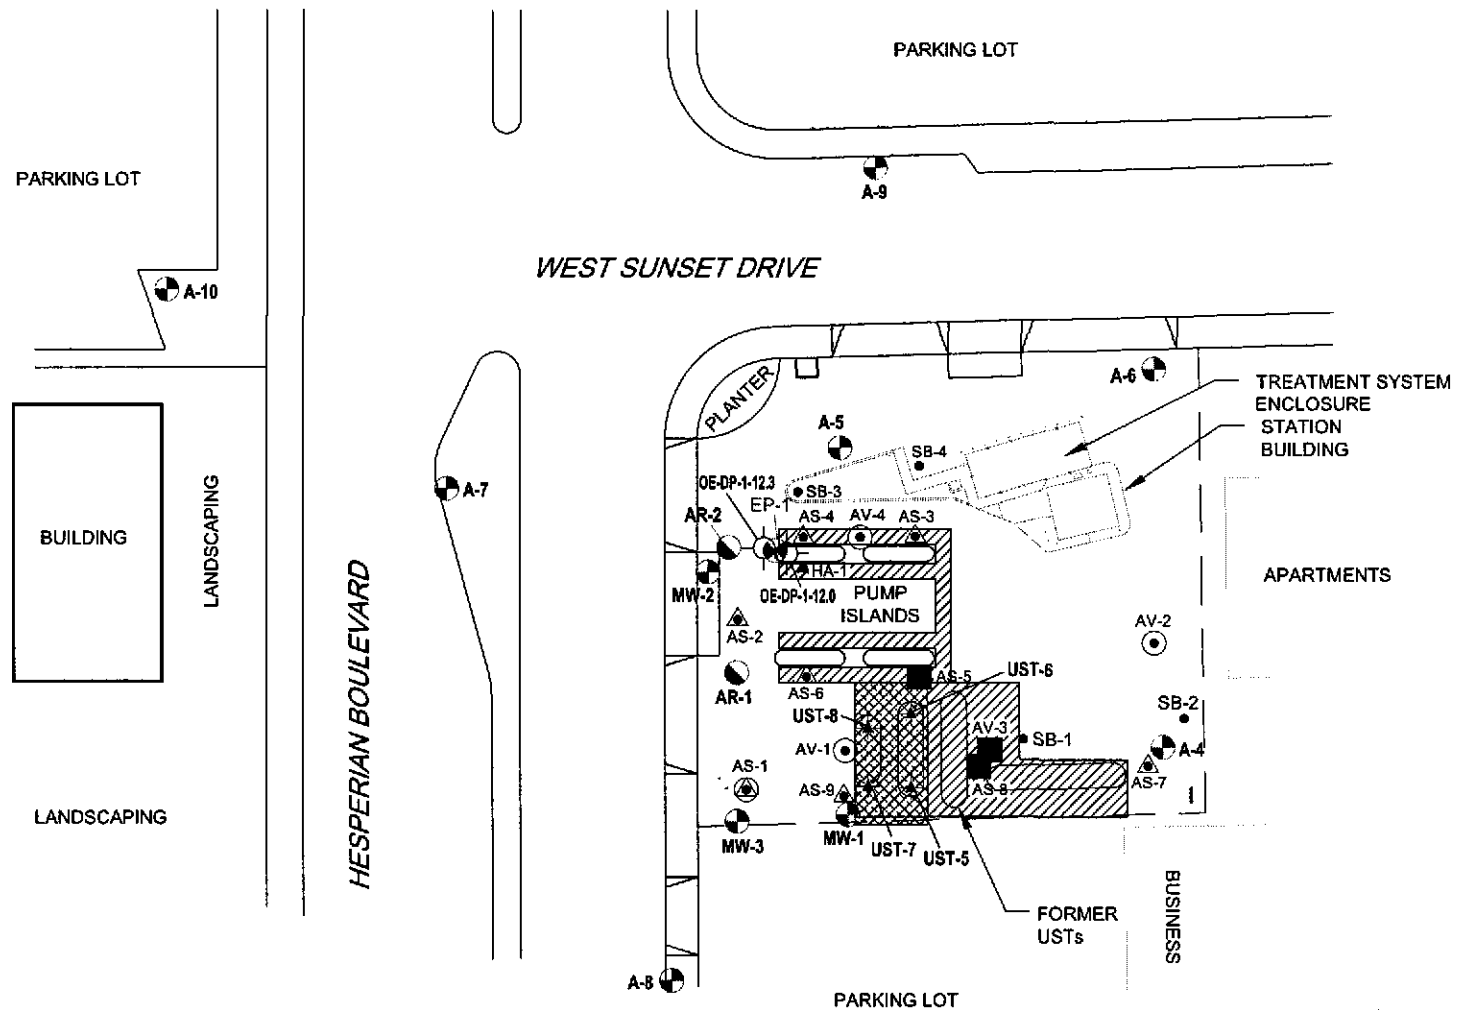 PARKING LOT
PARKING LOT
A-9
WEST SUNSET DRIVE
A-10
A-6
TREATMENT SYSTEM
ENCLOSURE
STATION
BUILDING
PLANTER
A-5
SB-4
OE-DP-1-12.3
SB-3
EP-1
A-7
AR-2
AS-4
AV-4
AS-3
BUILDING
LANDSCAPING
HA-1
MW-2
OE-DP-1-12.0
PUMP
ISLANDS
APARTMENTS
HESPERIAN BOULEVARD
AS-2
AV-2
AR-1
AS-6
AS-5
UST-6
UST-8
AV-3
SB-2
SB-1
A-4
AV-1
AS-1
AS-9
AS-8
AS-7
LANDSCAPING
MW-3
MW-1
UST-7
UST-5
BUSINESS
FORMER
USTs
A-8
PARKING LOT